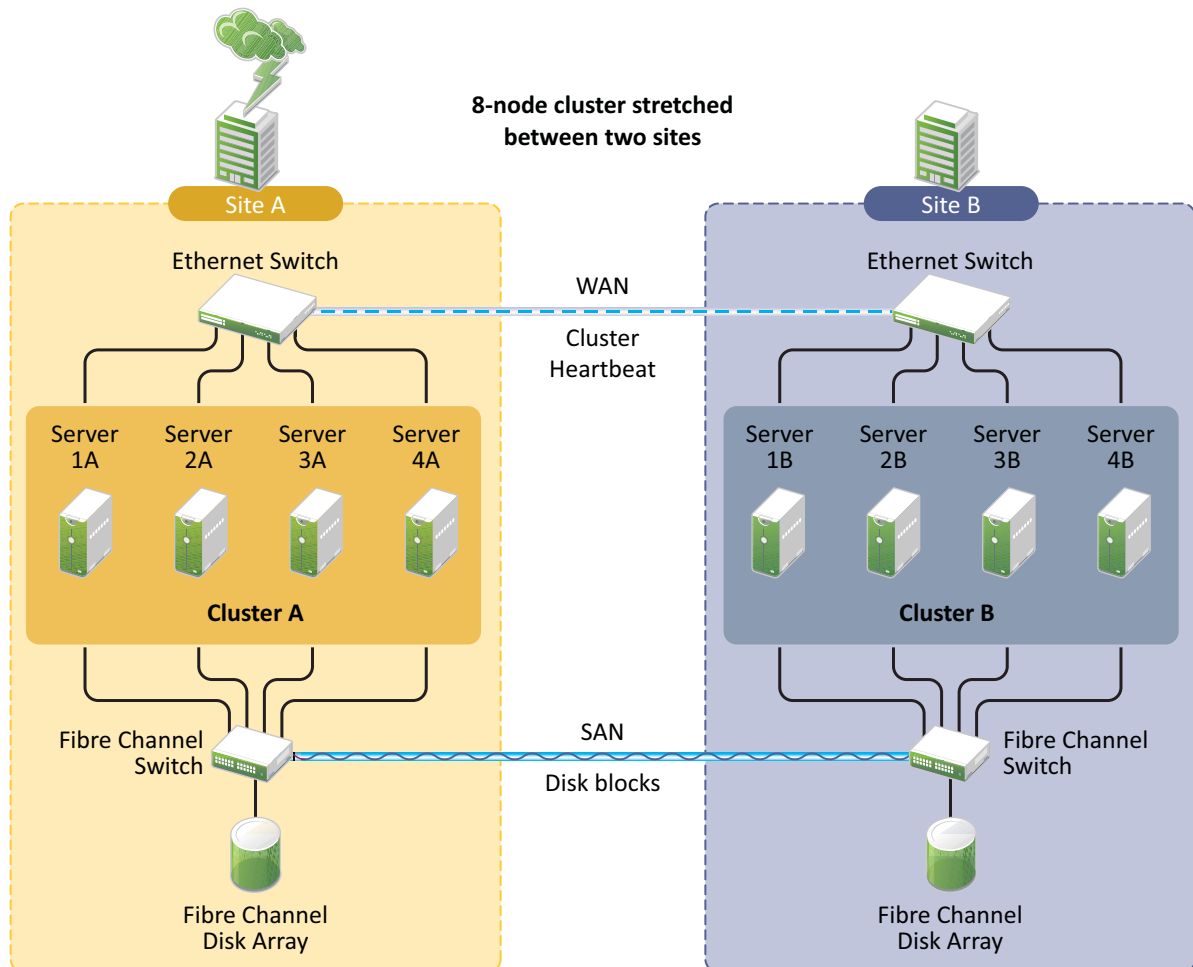 8-node cluster stretched
between two sites
Site A
Site B
Ethernet Switch
Ethernet Switch
WAN
Cluster
Heartbeat
Server
1A
Server
2A
Server
3A
Server
4A
Cluster A
Server
1B
Server
2B
Server
3B
Server
4B
Cluster B
Fibre Channel
Switch
SAN
Disk blocks
Fibre Channel
Switch
Fibre Channel
Disk Array
Fibre Channel
Disk Array